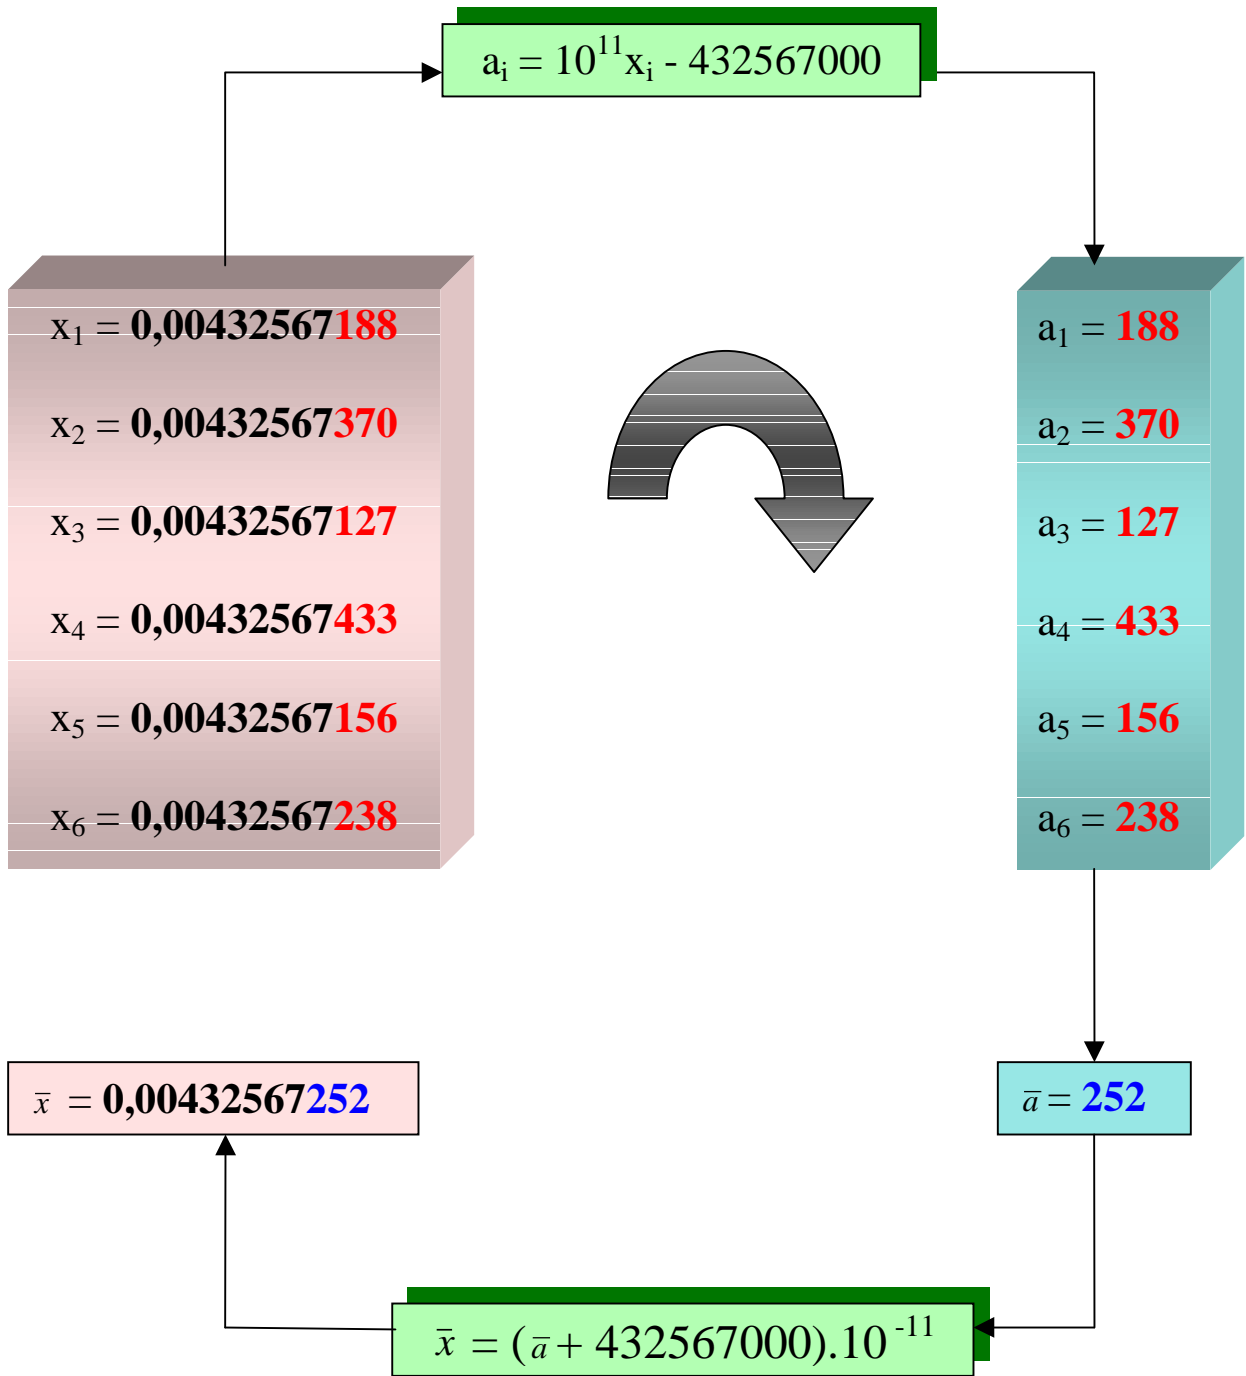 aᵢ = 10¹¹xᵢ - 432567000
x₁ = 0,00432567188
x₂ = 0,00432567370
x₃ = 0,00432567127
x₄ = 0,00432567433
x₅ = 0,00432567156
x₆ = 0,00432567238
a₁ = 188
a₂ = 370
a₃ = 127
a₄ = 433
a₅ = 156
a₆ = 238
x̅ = 0,00432567252
a̅ = 252
x̅ = (a̅ + 432567000).10⁻¹¹